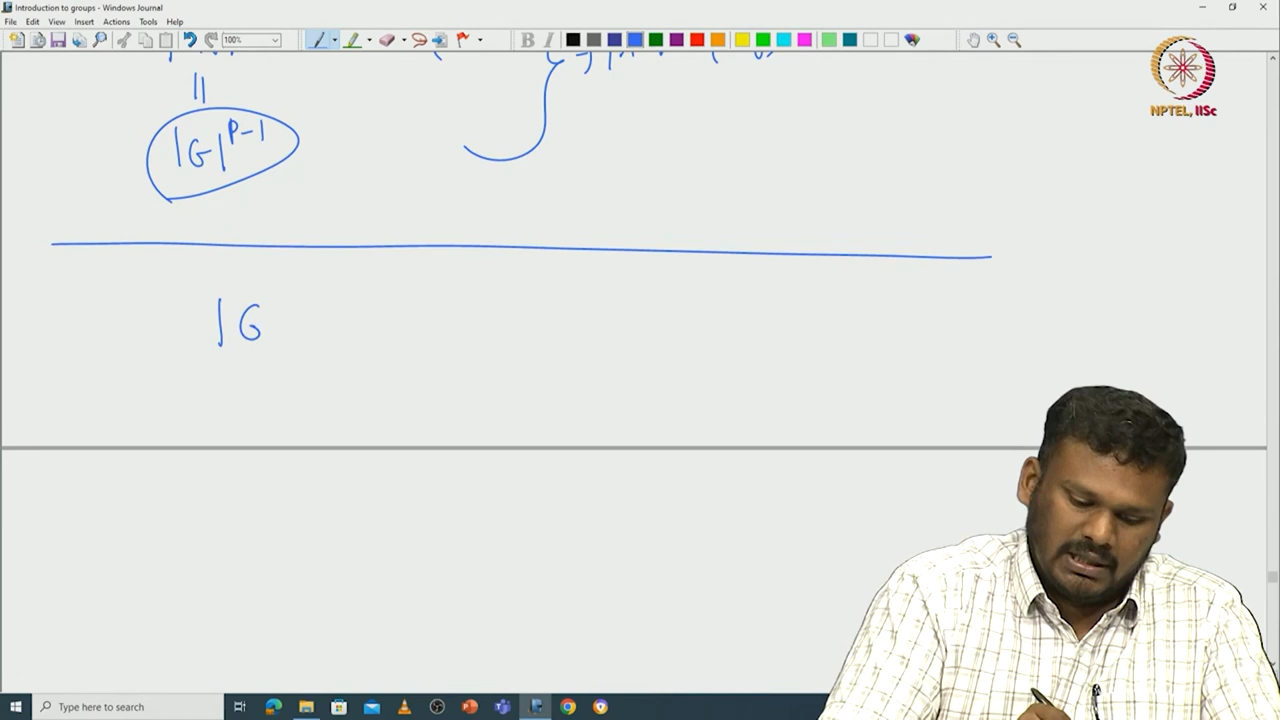 Introduction to groups - Windows Journal
File Edit View Insert Actions Tools Help
100% B I
NPTEL, IISc
||
|G|^{p-1}
|G
Type here to search